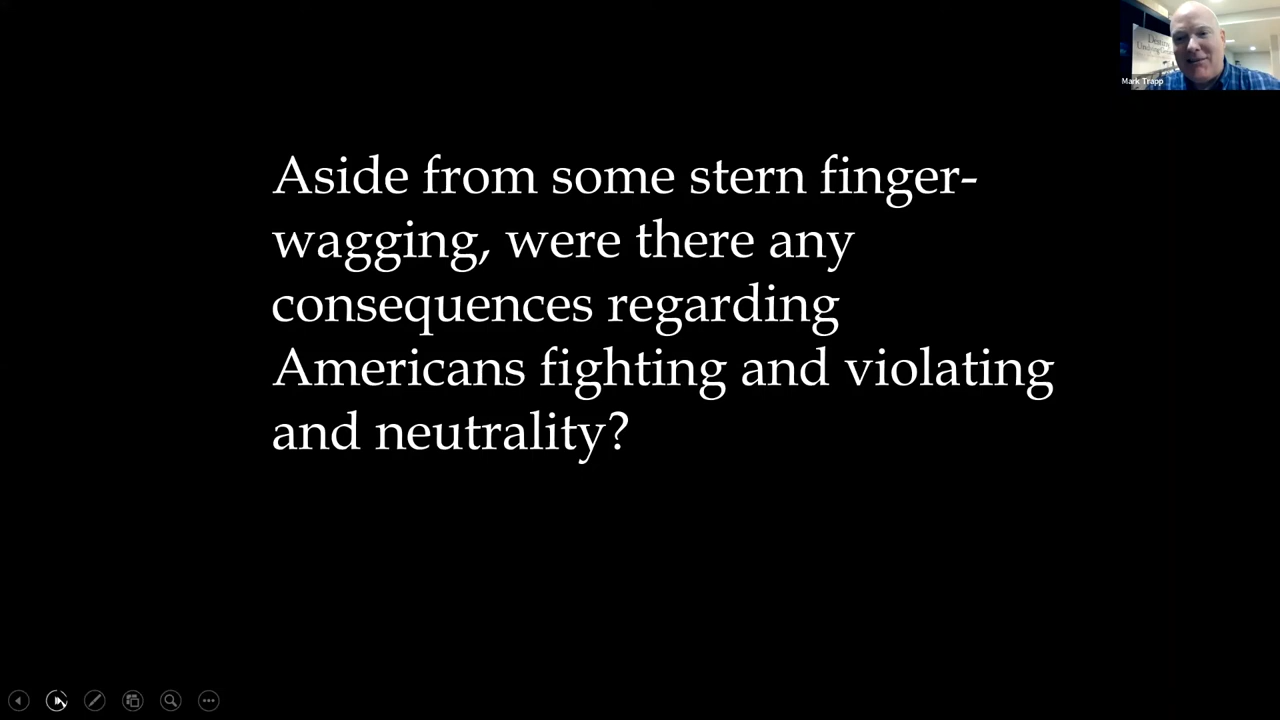 Aside from some stern finger-
wagging, were there any
consequences regarding
Americans fighting and violating
and neutrality?
Mark Trapp